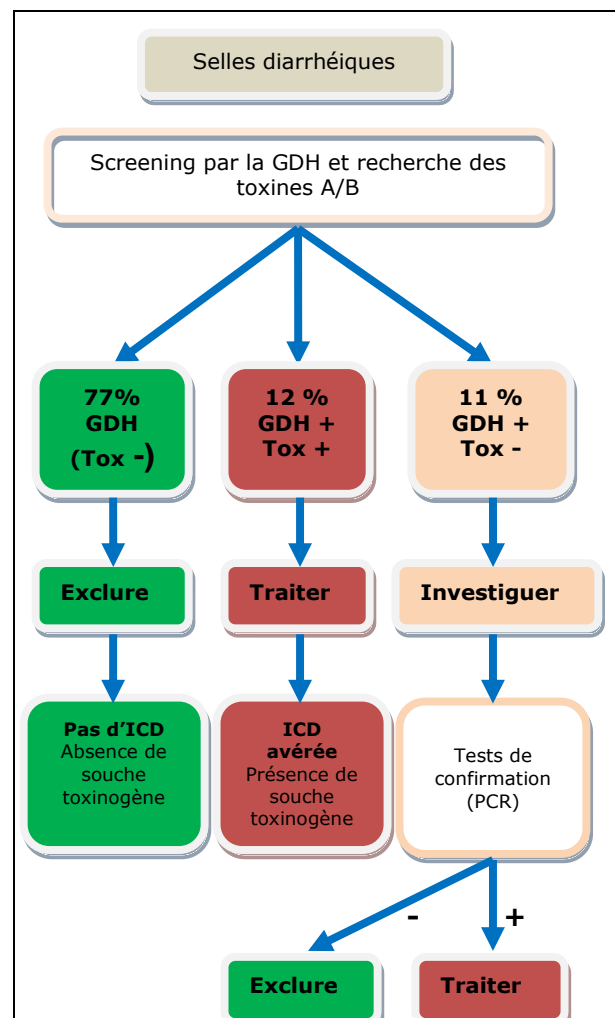 Selles diarrhéiques
Screening par la GDH et recherche des
toxines A/B
77%
GDH
(Tox -)
12 %
GDH +
Tox +
11 %
GDH +
Tox -
Exclure
Traiter
Investiguer
Pas d'ICD
Absence de
souche
toxinogène
ICD
avérée
Présence de
souche
toxinogène
Tests de
confirmation
(PCR)
-
+
Exclure
Traiter